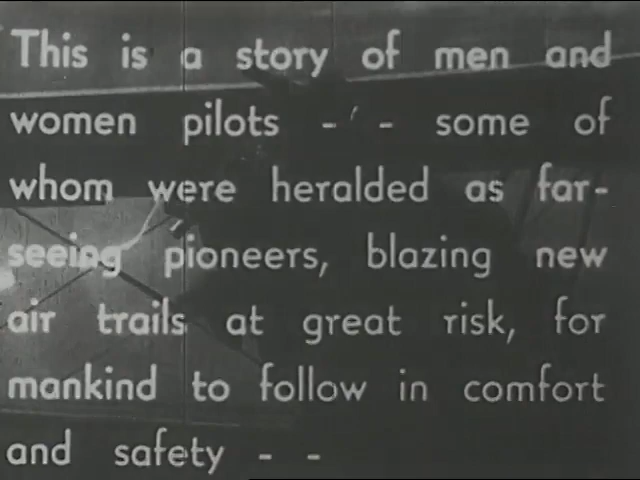 This is a story of men and
women pilots - - some of
whom were heralded as far-
seeing pioneers, blazing new
air trails at great risk, for
mankind to follow in comfort
and safety - -